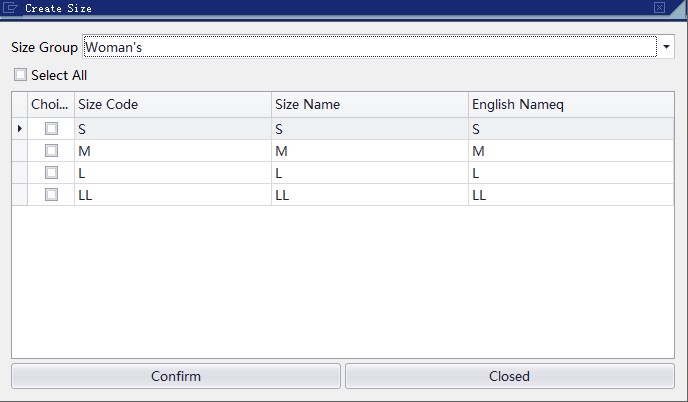 Create Size
Size Group Woman's
Select All
Choi... Size Code Size Name English Nameq
S S S
M M M
L L L
LL LL LL
Confirm Closed